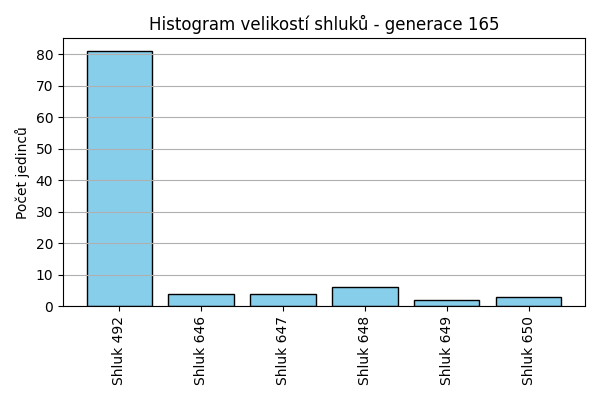 Histogram velikostí shluků - generace 165
Počet jedinců
80
70
60
50
40
30
20
10
0
Shluk 492
Shluk 646
Shluk 647
Shluk 648
Shluk 649
Shluk 650